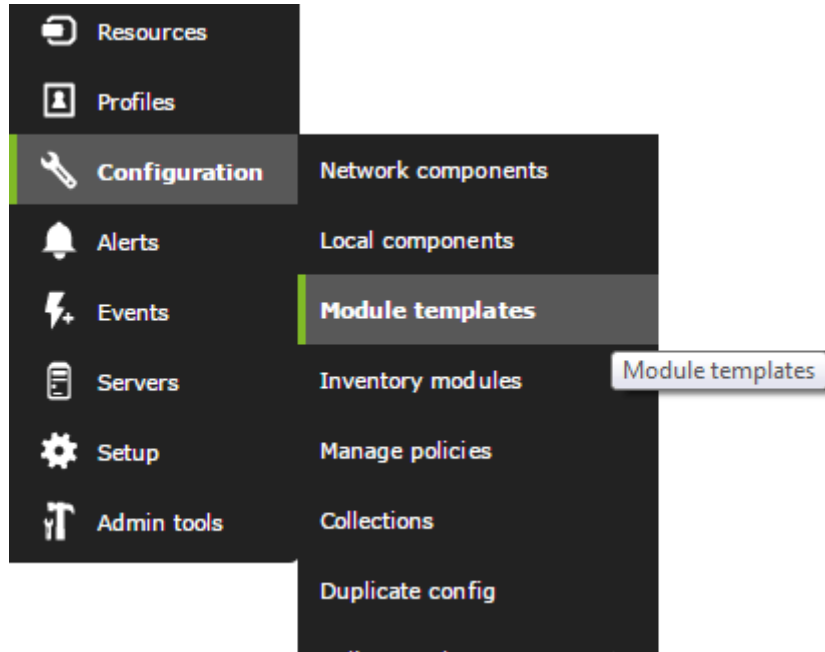 Resources
Profiles
Configuration
Alerts
Events
Servers
Setup
Admin tools
Network components
Local components
Module templates
Inventory modules
Manage policies
Collections
Duplicate config
Module templates